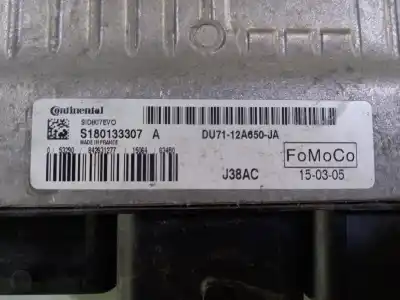 Continental
SID807EVO
S180133307 A
DU71-12A650-JA
MADE IN FRANCE
J38AC
FoMoCo
15-03-05